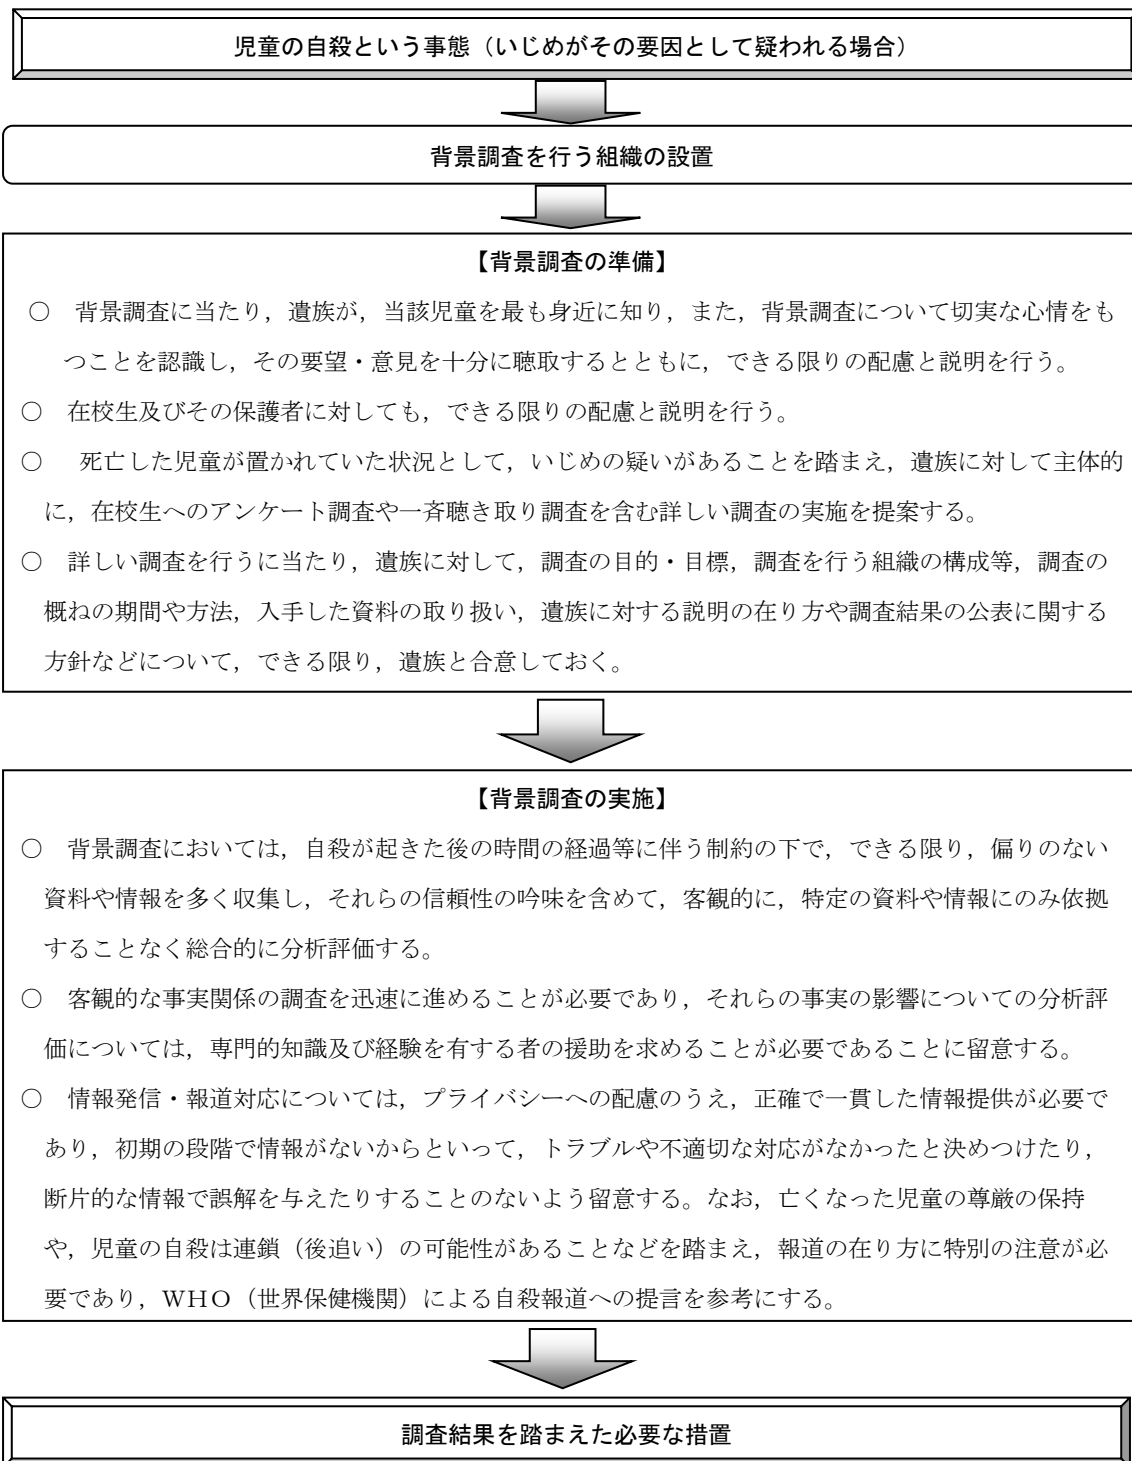 児童の自殺という事態（いじめがその要因として疑われる場合）
背景調査を行う組織の設置
【背景調査の準備】
○　背景調査に当たり，遺族が，当該児童を最も身近に知り，また，背景調査について切実な心情をも
つことを認識し，その要望・意見を十分に聴取するとともに，できる限りの配慮と説明を行う。
○　在校生及びその保護者に対しても，できる限りの配慮と説明を行う。
○　死亡した児童が置かれていた状況として，いじめの疑いがあることを踏まえ，遺族に対して主体的
に，在校生へのアンケート調査や一斉聴き取り調査を含む詳しい調査の実施を提案する。
○　詳しい調査を行うに当たり，遺族に対して，調査の目的・目標，調査を行う組織の構成等，調査の
概ねの期間や方法，入手した資料の取り扱い，遺族に対する説明の在り方や調査結果の公表に関する
方針などについて，できる限り，遺族と合意しておく。
【背景調査の実施】
○　背景調査においては，自殺が起きた後の時間の経過等に伴う制約の下で，できる限り，偏りのない
資料や情報を多く収集し，それらの信頼性の吟味を含めて，客観的に，特定の資料や情報にのみ依拠
することなく総合的に分析評価する。
○　客観的な事実関係の調査を迅速に進めることが必要であり，それらの事実の影響についての分析評
価については，専門的知識及び経験を有する者の援助を求めることが必要であることに留意する。
○　情報発信・報道対応については，プライバシーへの配慮のうえ，正確で一貫した情報提供が必要で
あり，初期の段階で情報がないからといって，トラブルや不適切な対応がなかったと決めつけたり，
断片的な情報で誤解を与えたりすることのないよう留意する。なお，亡くなった児童の尊厳の保持
や，児童の自殺は連鎖（後追い）の可能性があることなどを踏まえ，報道の在り方に特別の注意が必
要であり，ＷＨＯ（世界保健機関）による自殺報道への提言を参考にする。
調査結果を踏まえた必要な措置